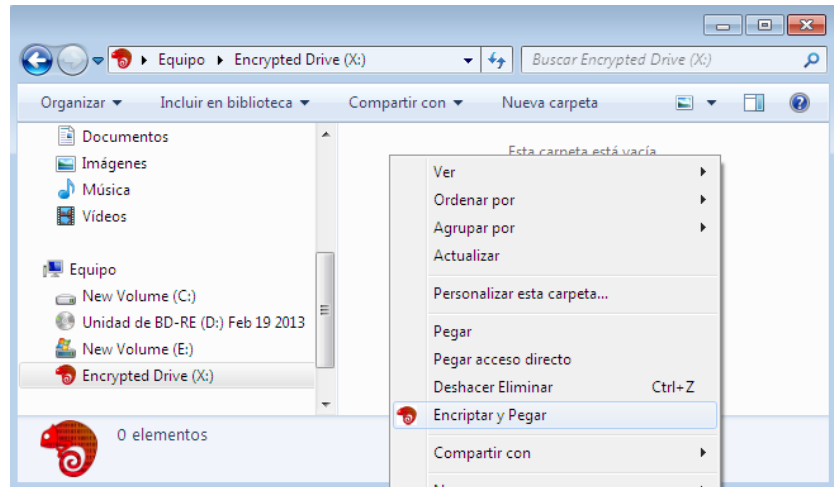 Equipo Encrypted Drive (X:) Buscar Encrypted Drive (X:)
Organizar Incluir en biblioteca Compartir con Nueva carpeta
Documentos
Imágenes
Música
Vídeos
Equipo
New Volume (C:)
Unidad de BD-RE (D:) Feb 19 2013
New Volume (E:)
Encrypted Drive (X:)
Esta carpeta está vacía
Ver
Ordenar por
Agrupar por
Actualizar
Personalizar esta carpeta...
Pegar
Pegar acceso directo
Deshacer Eliminar Ctrl+Z
Encriptar y Pegar
Compartir con
0 elementos